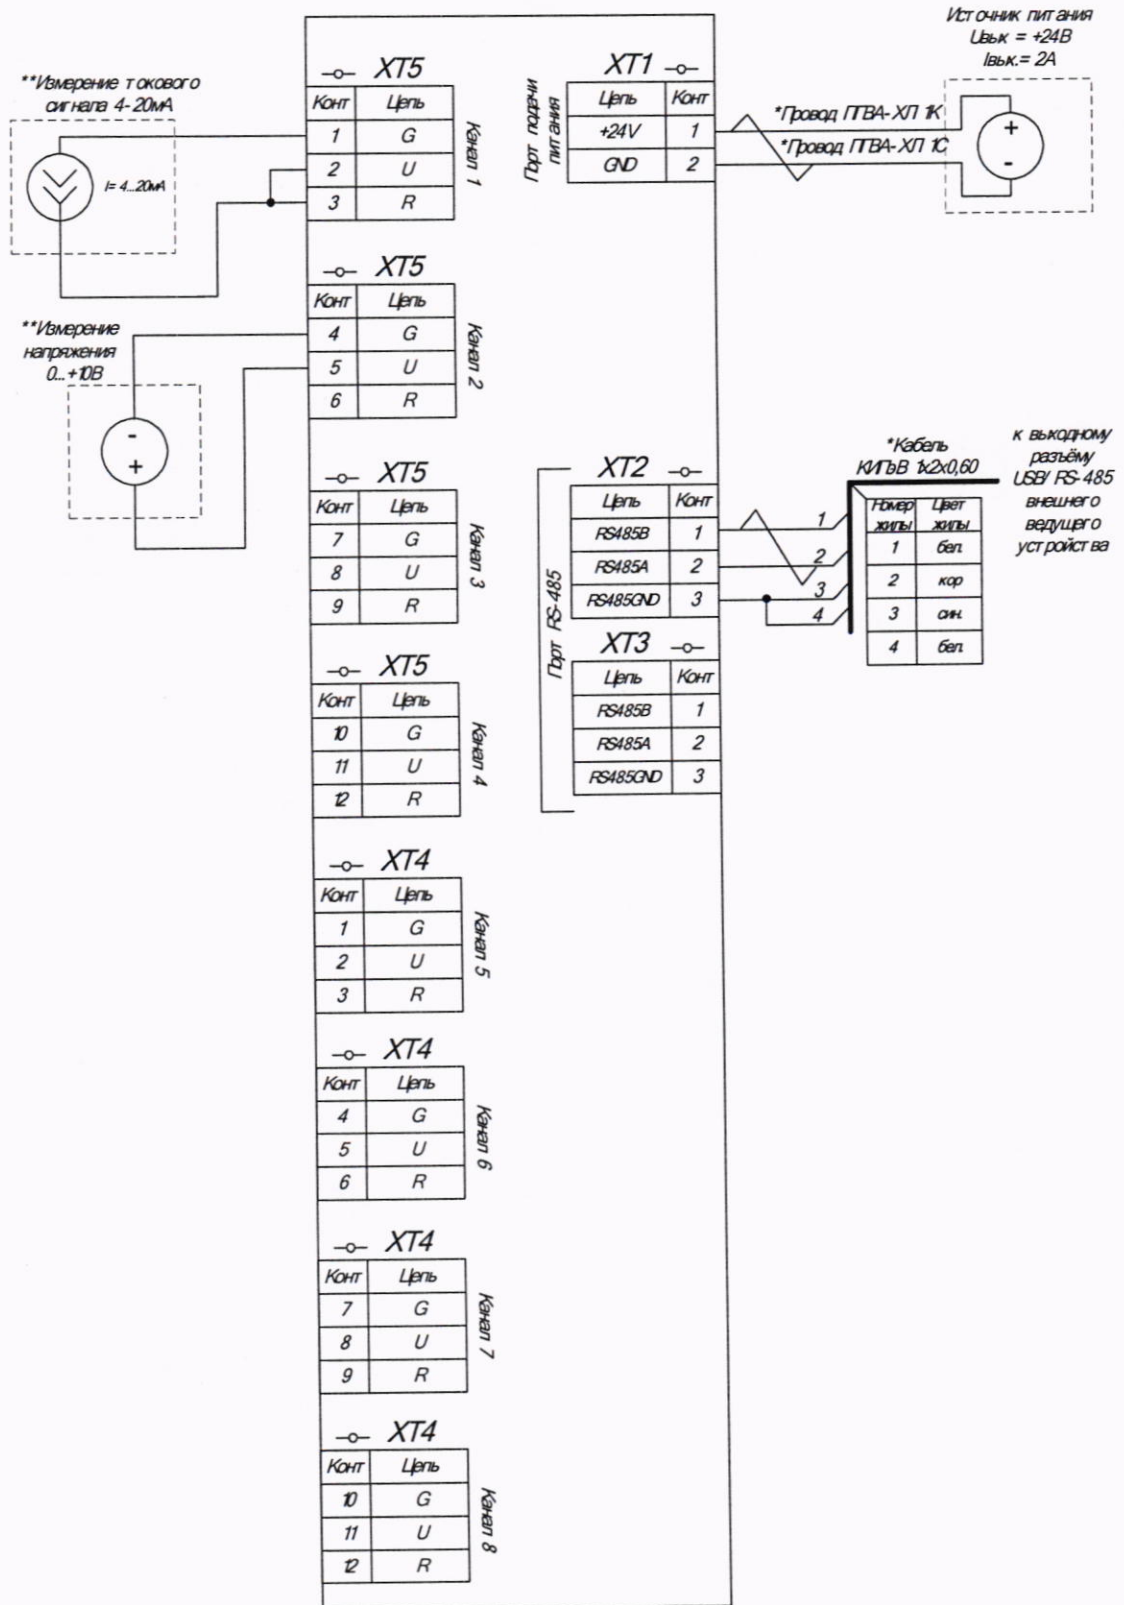 **Измерение токового
сигнала 4-20мА
I= 4...20мА
XT5
Конт Цепь
1 G
2 U
3 R
Канал 1
XT5
Конт Цепь
4 G
5 U
6 R
Канал 2
**Измерение
напряжения
0...+10В
-
+
XT5
Конт Цепь
7 G
8 U
9 R
Канал 3
XT5
Конт Цепь
10 G
11 U
12 R
Канал 4
XT4
Конт Цепь
1 G
2 U
3 R
Канал 5
XT4
Конт Цепь
4 G
5 U
6 R
Канал 6
XT4
Конт Цепь
7 G
8 U
9 R
Канал 7
XT4
Конт Цепь
10 G
11 U
12 R
Канал 8
Порт подачи
питания
XT1
Цепь Конт
+24V 1
GND 2
*Провод ПГВА-ХЛ 1К
*Провод ПГВА-ХЛ 1С
Источник питания
Uвых = +24В
Iвых.= 2А
+
-
Порт RS-485
XT2
Цепь Конт
RS485B 1
RS485A 2
RS485GND 3
XT3
Цепь Конт
RS485B 1
RS485A 2
RS485GND 3
1
2
3
4
*Кабель
КИПэВ 1х2х0,60
Номер Цвет
жилы жилы
1 бел.
2 кор
3 син.
4 бел.
к выходному
разъёму
USB/ RS-485
внешнего
ведущего
устройства